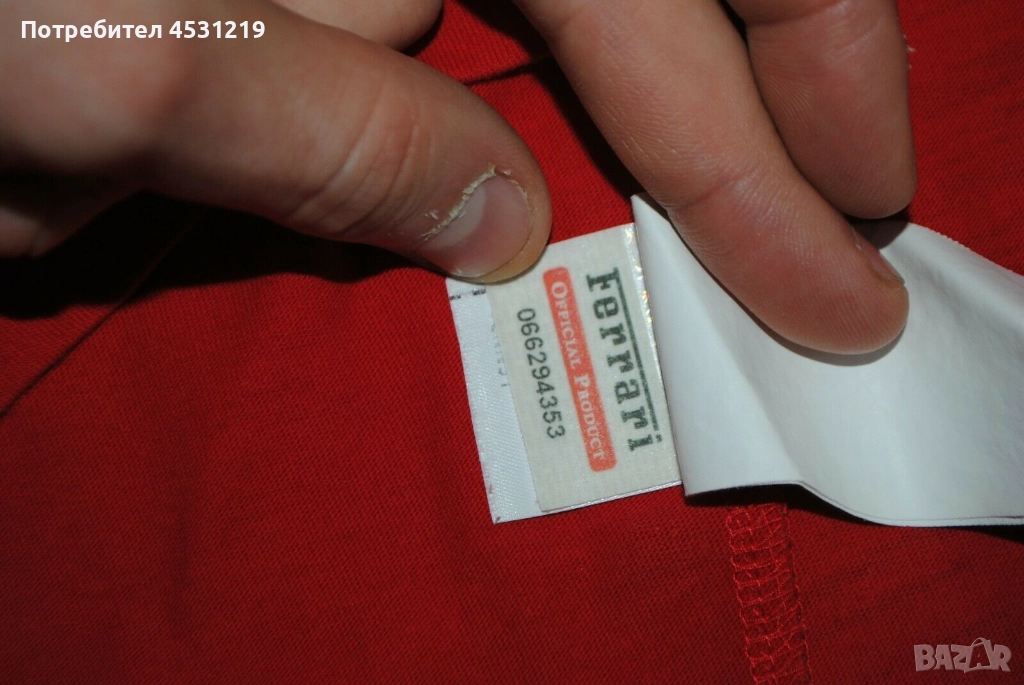 Потребител 4531219
Ferrari
OFFICIAL PRODUCT
066294353
BAZAR